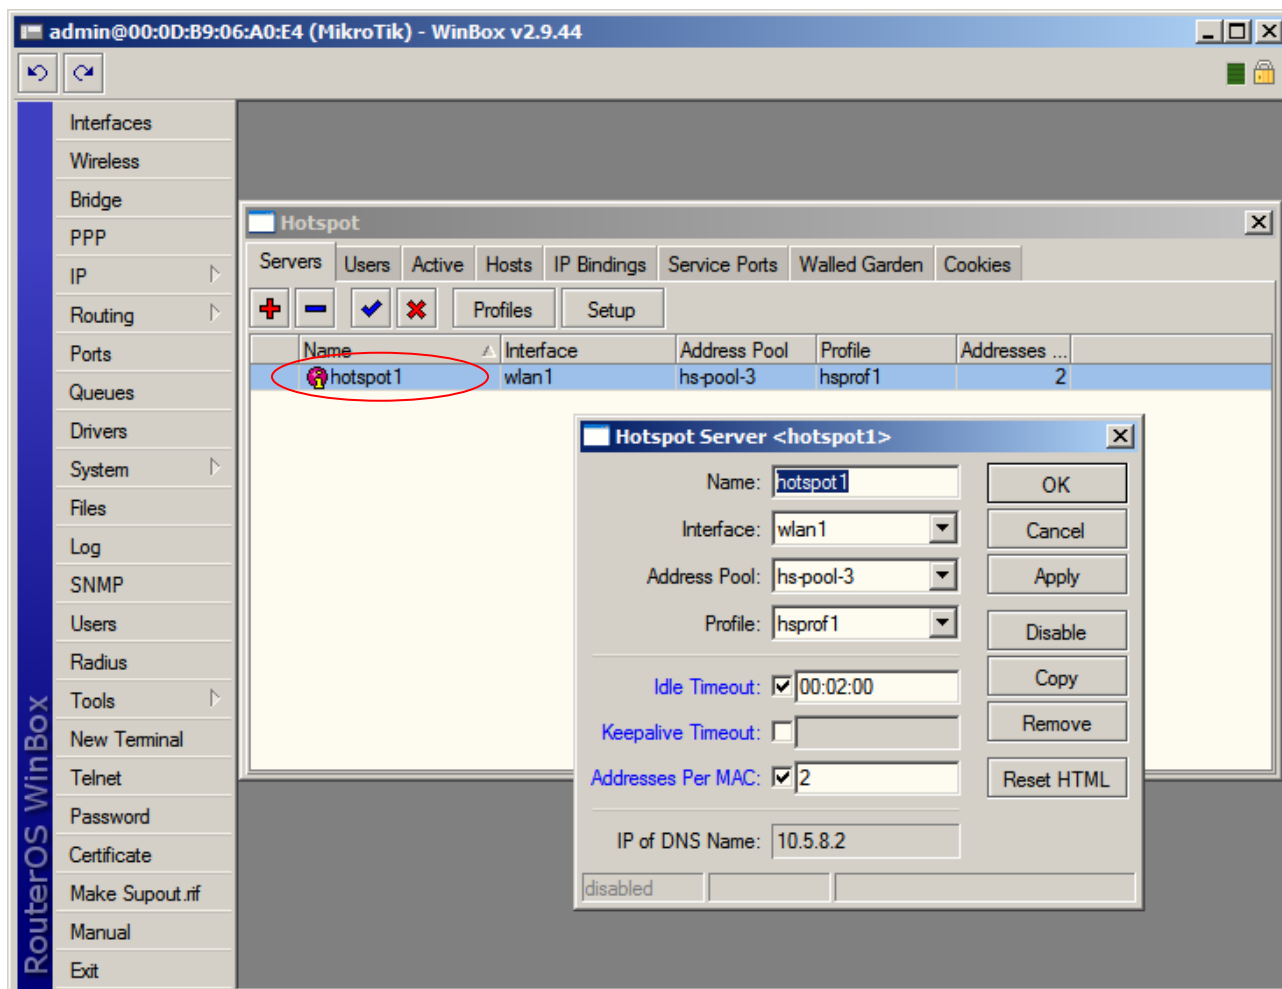 admin@00:0D:B9:06:A0:E4 (MikroTik) - WinBox v2.9.44
Interfaces
Wireless
Bridge
PPP
IP
Routing
Ports
Queues
Drivers
System
Files
Log
SNMP
Users
Radius
Tools
New Terminal
Telnet
Password
Certificate
Make Supout.rif
Manual
Exit
RouterOS WinBox
Hotspot
Servers Users Active Hosts IP Bindings Service Ports Walled Garden Cookies
Profiles Setup
Name Interface Address Pool Profile Addresses ...
hotspot1 wlan1 hs-pool-3 hsprof1 2
Hotspot Server <hotspot1>
Name: hotspot1 OK
Interface: wlan1 Cancel
Address Pool: hs-pool-3 Apply
Profile: hsprof1 Disable
Idle Timeout: 00:02:00 Copy
Keepalive Timeout: Remove
Addresses Per MAC: 2 Reset HTML
IP of DNS Name: 10.5.8.2
disabled